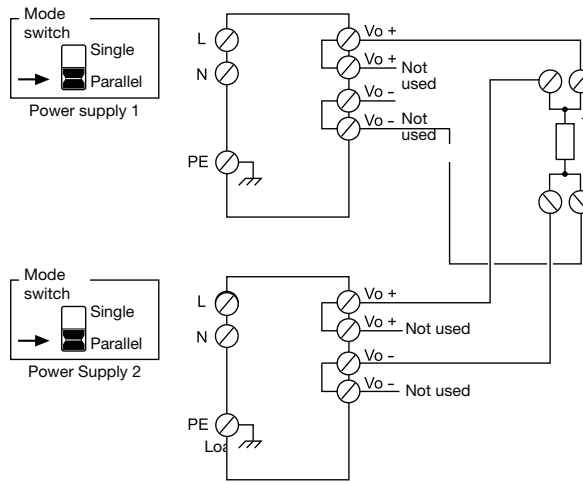 Mode
switch
Single
Parallel
Power supply 1
L
N
PE
Vo +
Vo + Not
used
Vo –
Vo – Not
used
Mode
switch
Single
Parallel
Power Supply 2
L
N
PE
Vo +
Vo + Not used
Vo –
Vo – Not used